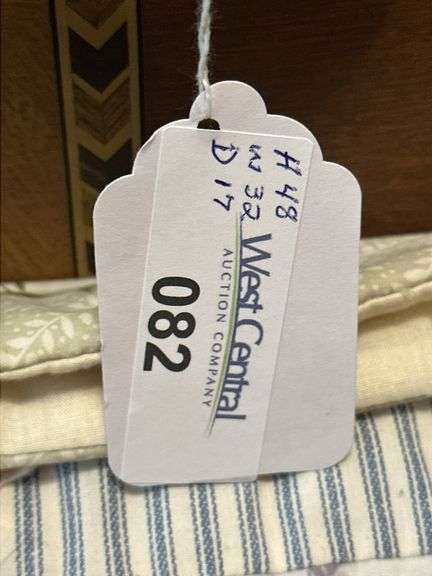 H 48
W 32
D 17
West Central
AUCTION COMPANY
082